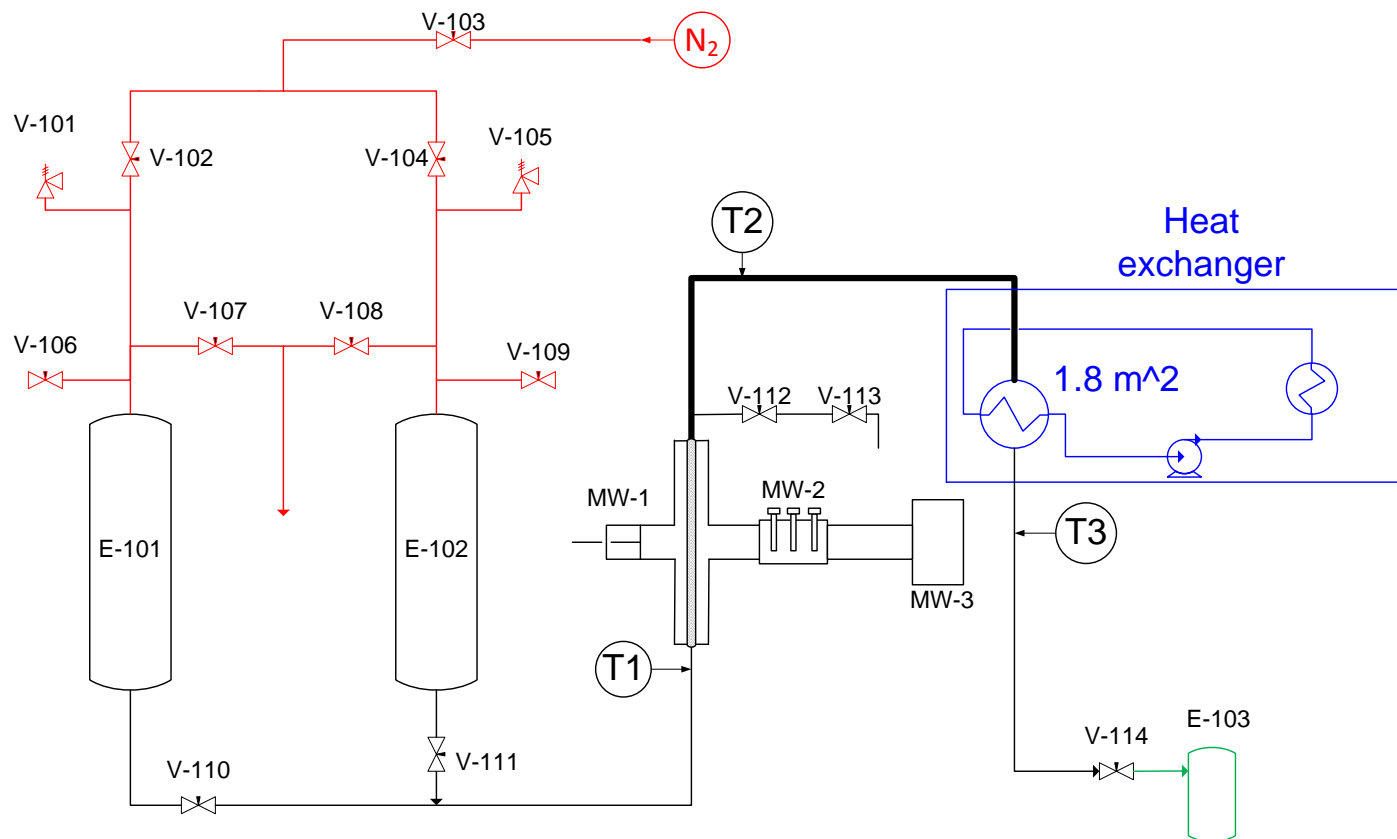 V-103
N₂
V-101
V-105
V-102
V-104
T2
Heat
exchanger
V-107
V-108
V-106
V-109
1.8 m^2
V-112
V-113
MW-1
MW-2
E-101
E-102
T3
MW-3
T1
E-103
V-114
V-111
V-110